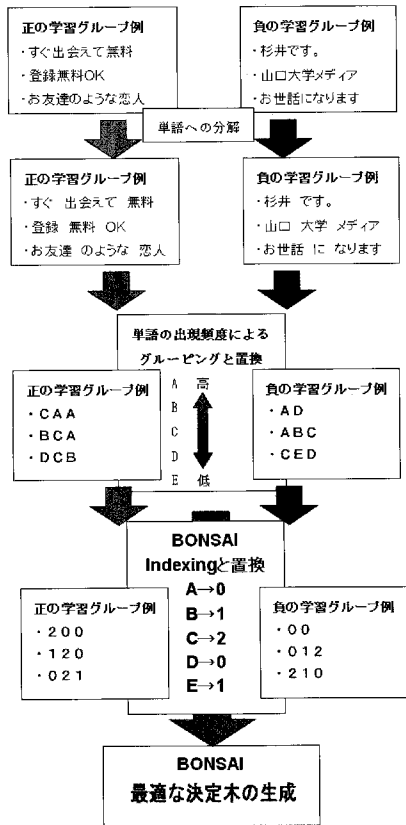 正の学習グループ例
・すぐ出会えて無料
・登録無料OK
・お友達のような恋人
負の学習グループ例
・杉井です。
・山口大学メディア
・お世話になります
単語への分解
正の学習グループ例
・すぐ 出会えて 無料
・登録 無料 OK
・お友達 のような 恋人
負の学習グループ例
・杉井 です。
・山口 大学 メディア
・お世話 に なります
単語の出現頻度による
グルーピングと置換
A 高
B
C
D
E 低
正の学習グループ例
・CAA
・BCA
・DCB
負の学習グループ例
・AD
・ABC
・CED
BONSAI
Indexingと置換
A→0
B→1
C→2
D→0
E→1
正の学習グループ例
・200
・120
・021
負の学習グループ例
・00
・012
・210
BONSAI
最適な決定木の生成